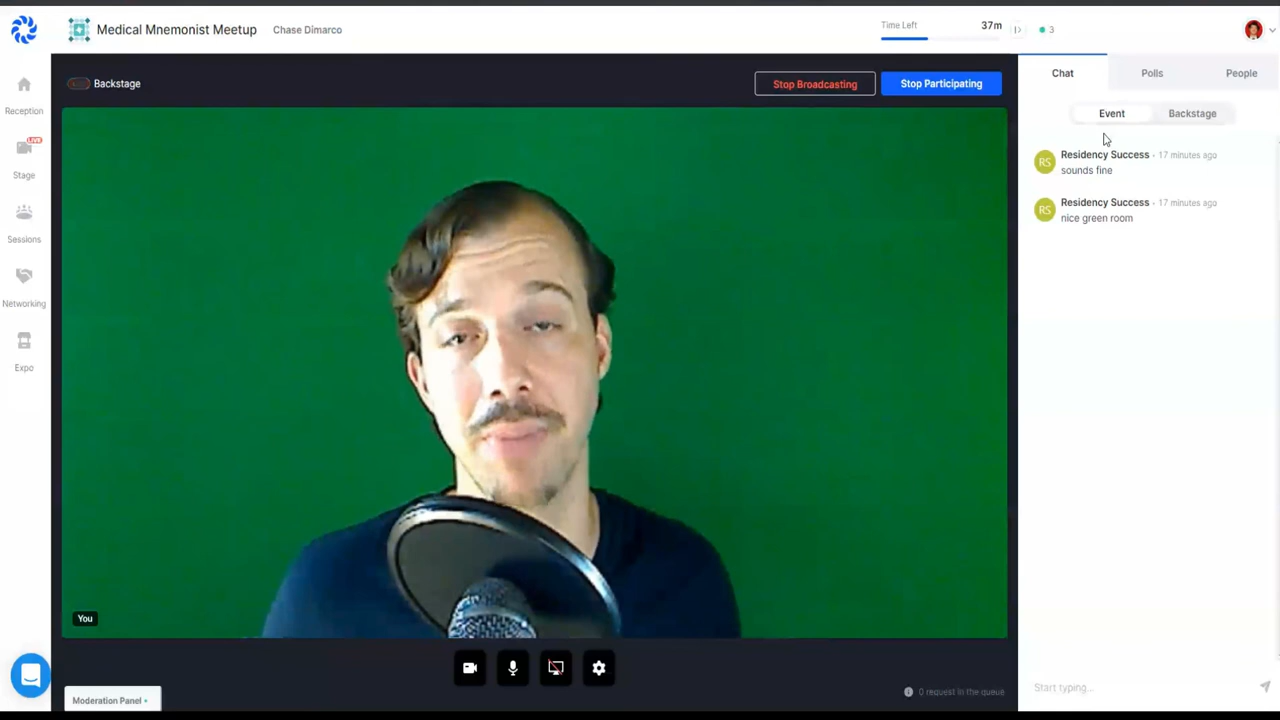 Medical Mnemonist Meetup
Chase Dimarco
Time Left
37m
3
Reception
LIVE
Stage
Sessions
Networking
Expo
Backstage
Stop Broadcasting
Stop Participating
You
Moderation Panel
0 request in the queue
Chat
Polls
People
Event
Backstage
RS
Residency Success - 17 minutes ago
sounds fine
RS
Residency Success - 17 minutes ago
nice green room
Start typing...